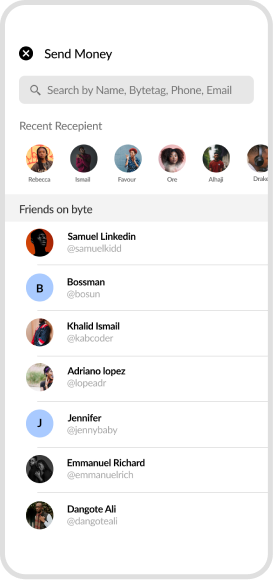 Send Money
Search by Name, Bytetag, Phone, Email
Recent Recepient
Rebecca Ismail Favour Ore Alhaji Drake
Friends on byte
Samuel Linkedin
@samuelkidd
B
Bossman
@bosun
Khalid Ismail
@kabcoder
Adriano lopez
@lopeadr
J
Jennifer
@jennybaby
Emmanuel Richard
@emmanuelrich
Dangote Ali
@dangoteali